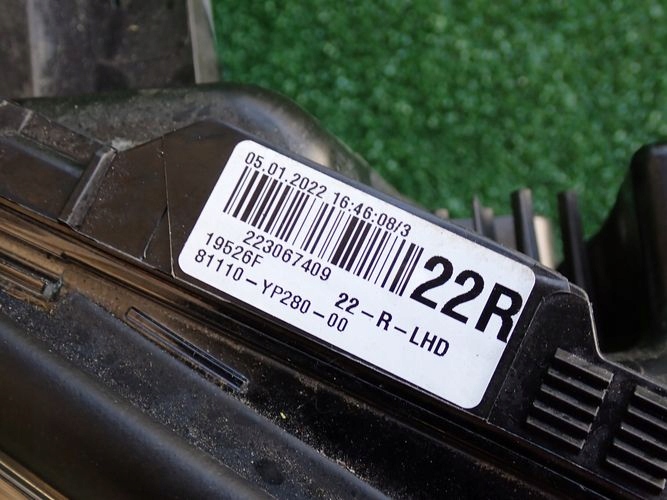 05.01.2022 16:46:08/3
223067409
19526F
22-R-LHD
81110-YP280-00
22R